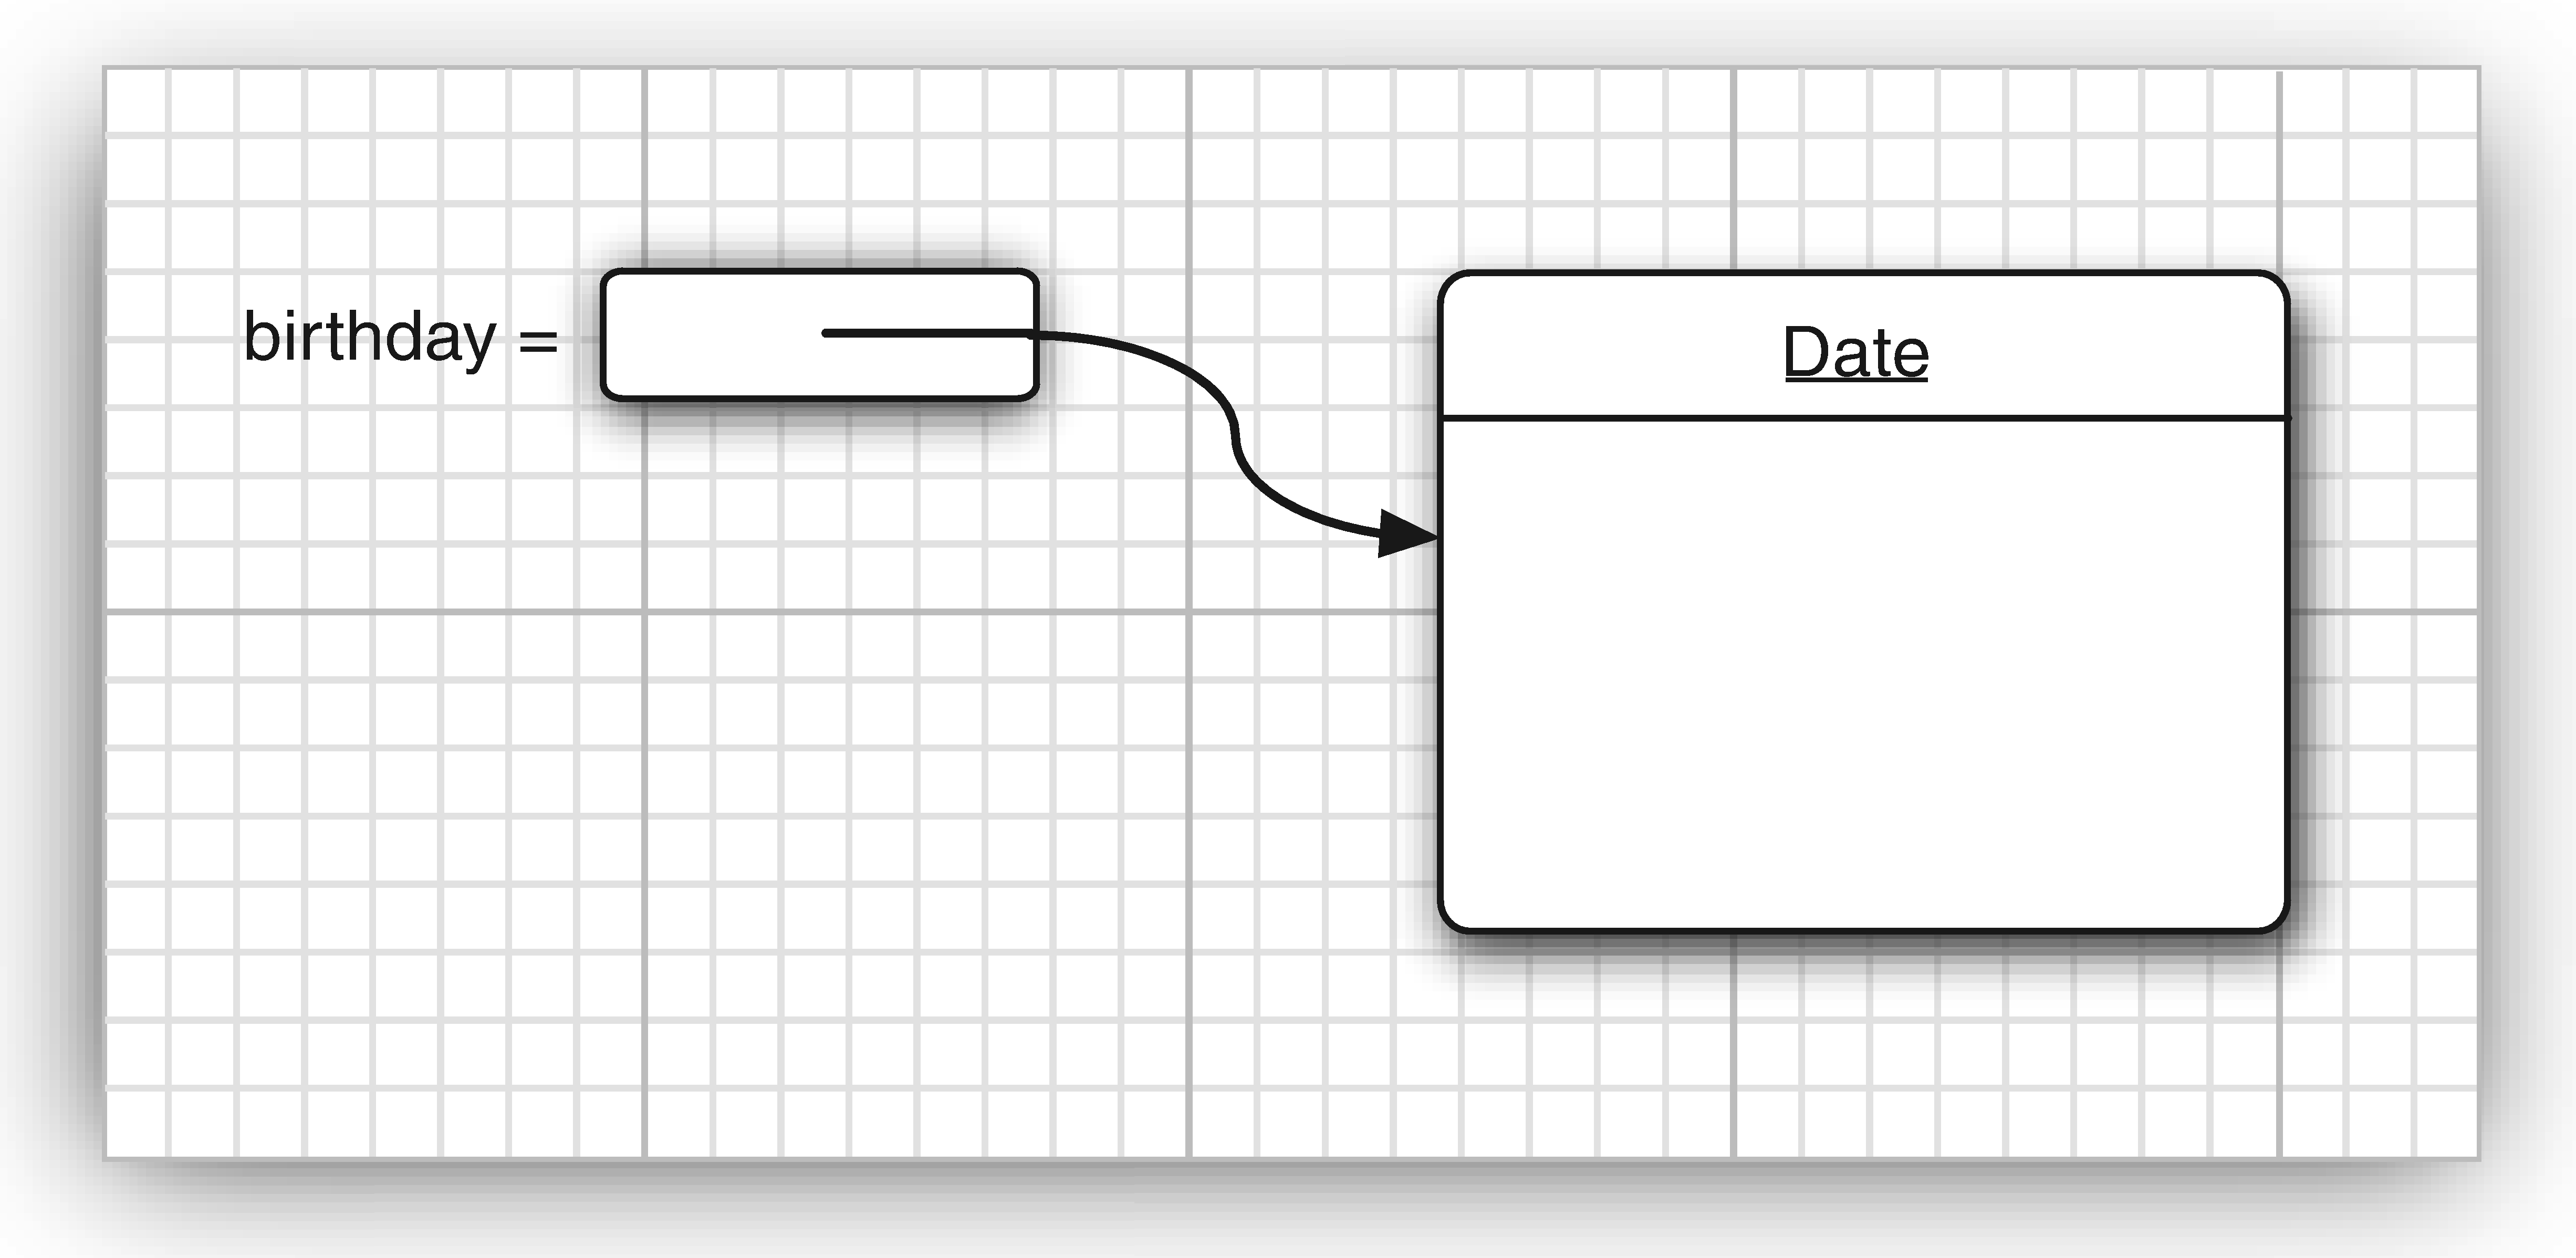 birthday =
Date